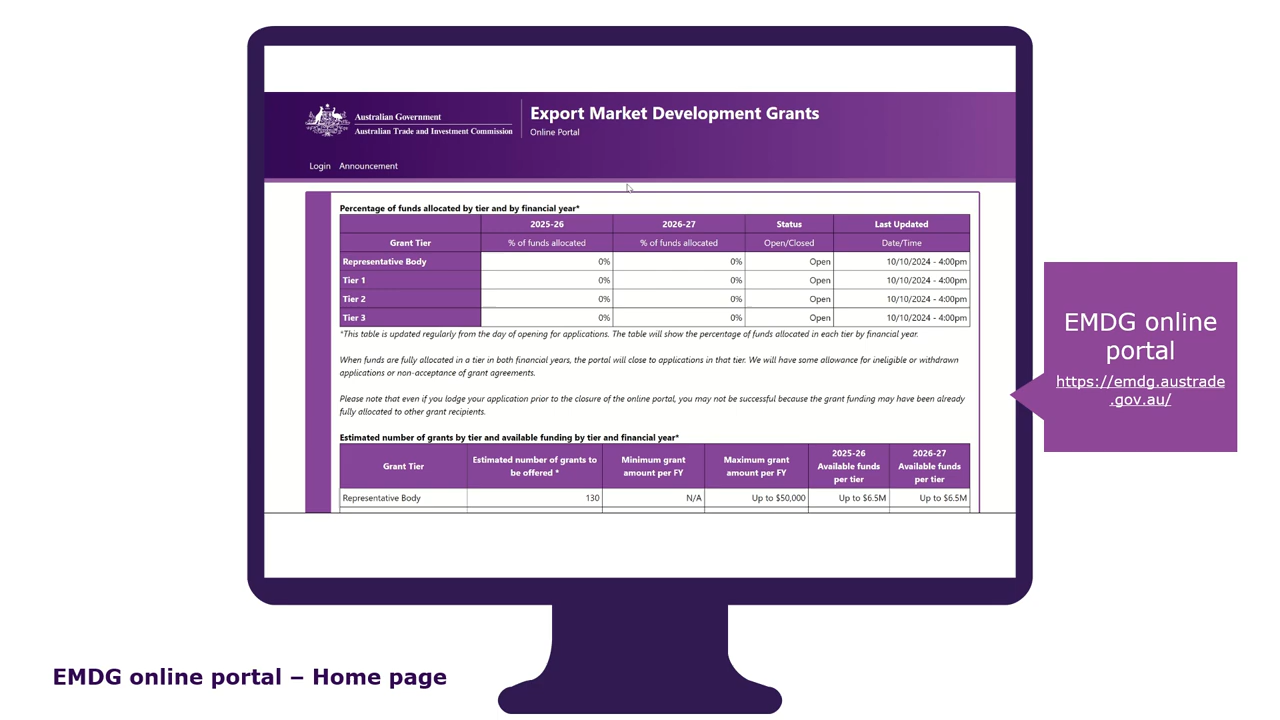 Australian Government
Australian Trade and Investment Commission
Export Market Development Grants
Online Portal
Login Announcement
Percentage of funds allocated by tier and by financial year*
2025-26 2026-27 Status Last Updated
Grant Tier % of funds allocated % of funds allocated Open/Closed Date/Time
Representative Body 0% 0% Open 10/10/2024 - 4:00pm
Tier 1 0% 0% Open 10/10/2024 - 4:00pm
Tier 2 0% 0% Open 10/10/2024 - 4:00pm
Tier 3 0% 0% Open 10/10/2024 - 4:00pm
*This table is updated regularly from the day of opening for applications. The table will show the percentage of funds allocated in each tier by financial year.
When funds are fully allocated in a tier in both financial years, the portal will close to applications in that tier. We will have some allowance for ineligible or withdrawn
applications or non-acceptance of grant agreements.
Please note that even if you lodge your application prior to the closure of the online portal, you may not be successful because the grant funding may have been already
fully allocated to other grant recipients.
Estimated number of grants by tier and available funding by tier and financial year*
Grant Tier Estimated number of grants to Minimum grant Maximum grant 2025-26 2026-27
be offered * amount per FY amount per FY Available funds Available funds
per tier per tier
Representative Body 130 N/A Up to $50,000 Up to $6.5M Up to $6.5M
EMDG online
portal
https://emdg.austrade
.gov.au/
EMDG online portal – Home page